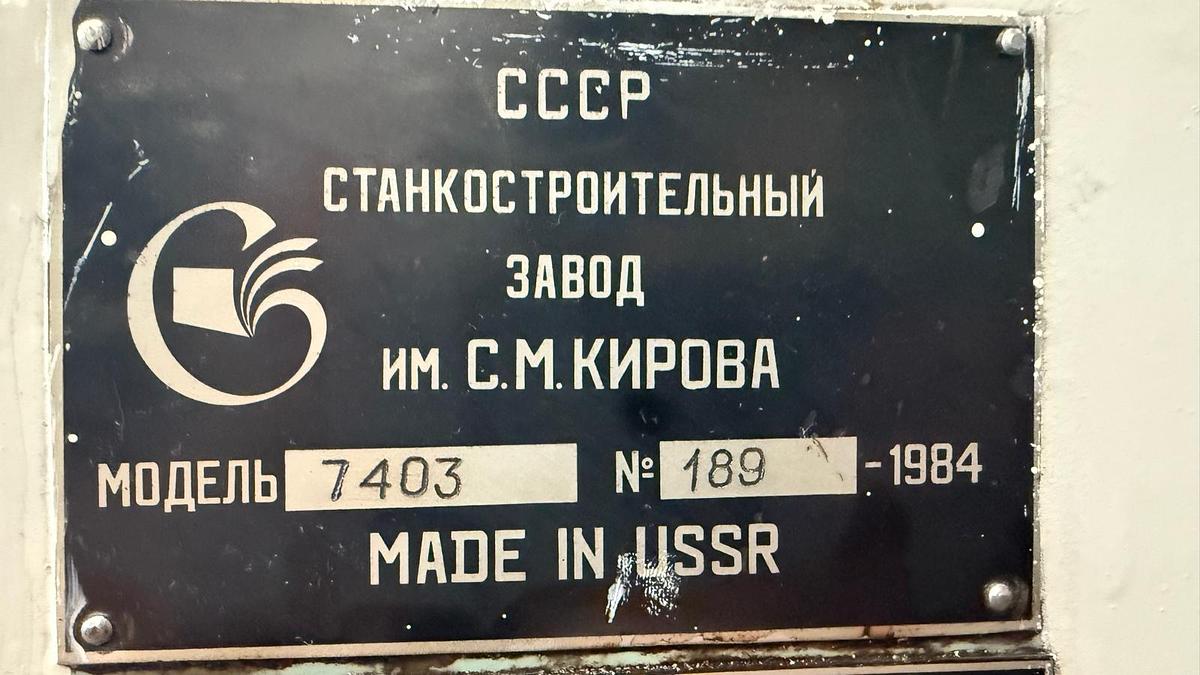 СССР
СТАНКОСТРОИТЕЛЬНЫЙ
ЗАВОД
ИМ. С.М. КИРОВА
МОДЕЛЬ 7403 № 189 -1984
MADE IN USSR